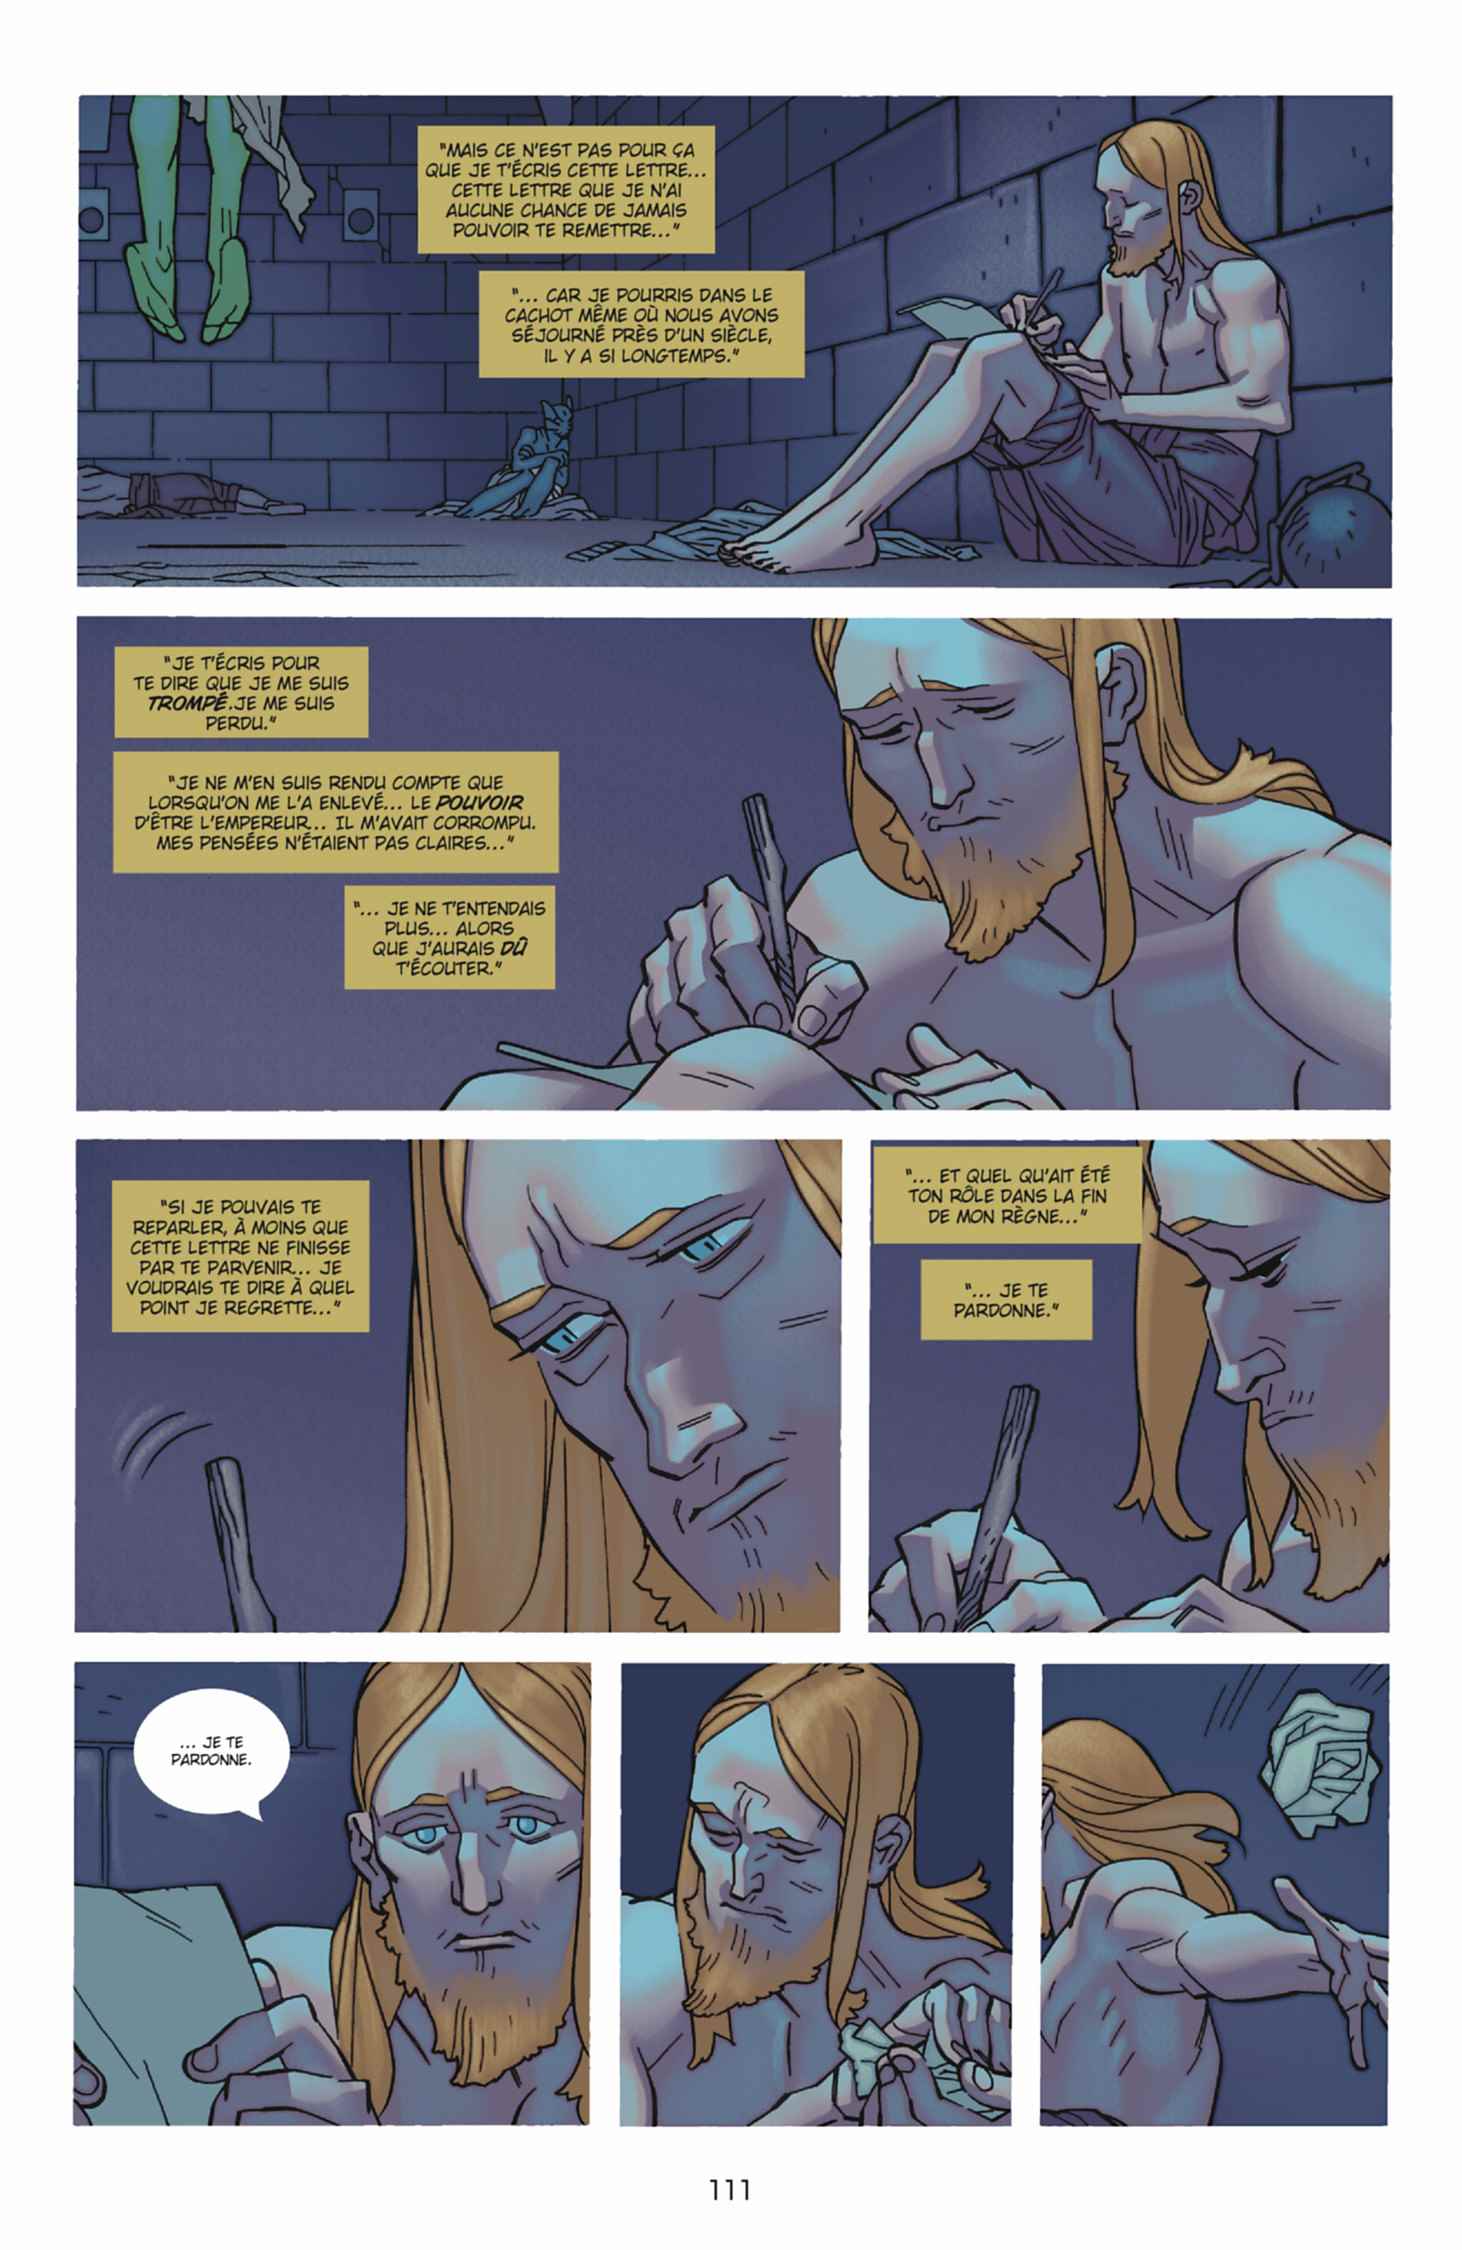 "MAIS CE N'EST PAS POUR ÇA
QUE JE T'ÉCRIS CETTE LETTRE...
CETTE LETTRE QUE JE N'AI
AUCUNE CHANCE DE JAMAIS
POUVOIR TE REMETTRE..."
"... CAR JE POURRIS DANS LE
CACHOT MÊME OÙ NOUS AVONS
SÉJOURNÉ PRÈS D'UN SIÈCLE,
IL Y A SI LONGTEMPS."
"JE T'ÉCRIS POUR
TE DIRE QUE JE ME SUIS
TROMPÉ.JE ME SUIS
PERDU."
"JE NE M'EN SUIS RENDU COMPTE QUE
LORSQU'ON ME L'A ENLEVÉ... LE POUVOIR
D'ÊTRE L'EMPEREUR... IL M'AVAIT CORROMPU.
MES PENSÉES N'ÉTAIENT PAS CLAIRES..."
"... JE NE T'ENTENDAIS
PLUS... ALORS
QUE J'AURAIS DÛ
T'ÉCOUTER."
"SI JE POUVAIS TE
REPARLER, À MOINS QUE
CETTE LETTRE NE FINISSE
PAR TE PARVENIR... JE
VOUDRAIS TE DIRE À QUEL
POINT JE REGRETTE..."
"... ET QUEL QU'AIT ÉTÉ
TON RÔLE DANS LA FIN
DE MON RÈGNE..."
"... JE TE
PARDONNE."
... JE TE
PARDONNE.
111